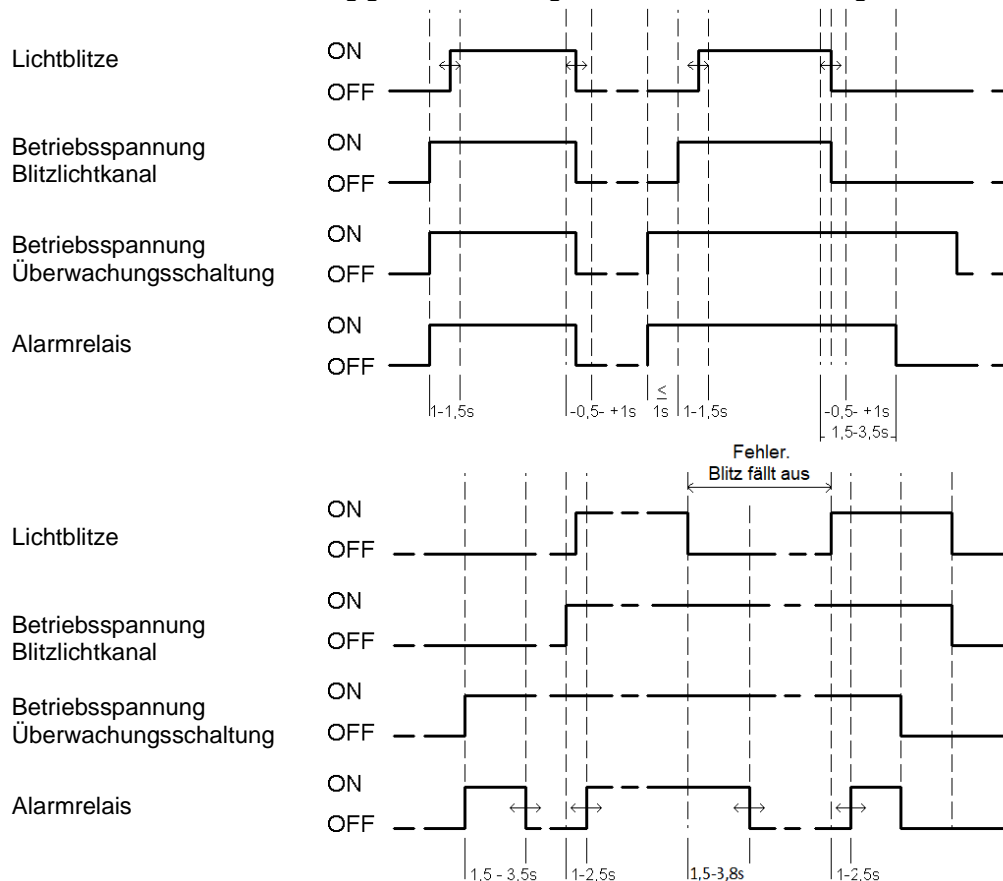 Lichtblitze
ON
OFF
Betriebsspannung
Blitzlichtkanal
ON
OFF
Betriebsspannung
Überwachungsschaltung
ON
OFF
Alarmrelais
ON
OFF
1-1,5s
-0,5- +1s
≤
1s
1-1,5s
-0,5- +1s
1,5-3,5s
Fehler.
Blitz fällt aus
Lichtblitze
ON
OFF
Betriebsspannung
Blitzlichtkanal
ON
OFF
Betriebsspannung
Überwachungsschaltung
ON
OFF
Alarmrelais
ON
OFF
1,5 - 3,5s
1-2,5s
1,5-3,8s
1-2,5s